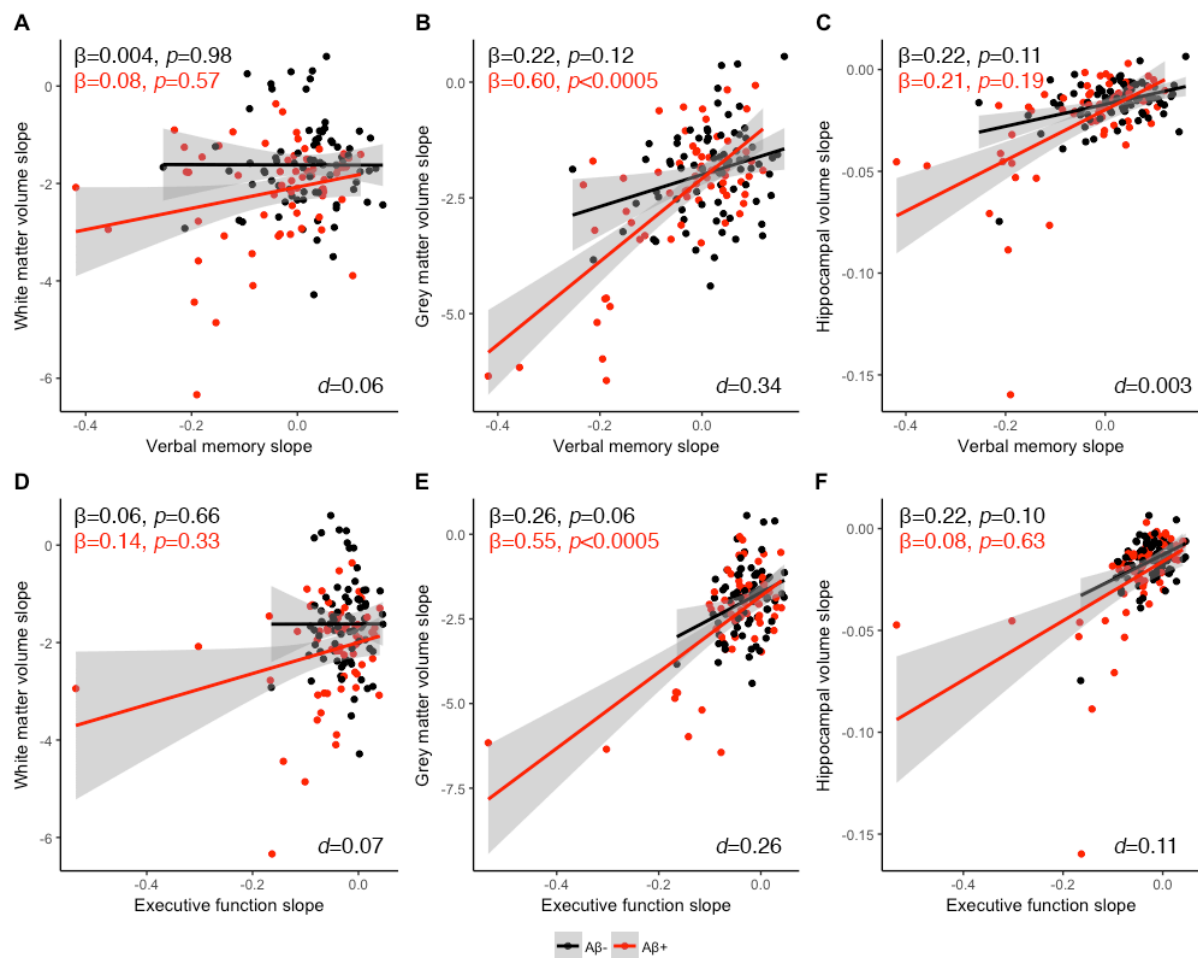 A
β=0.004, p=0.98
β=0.08, p=0.57
White matter volume slope
0
-2
-4
-6
d=0.06
-0.4
-0.2
0.0
Verbal memory slope
B
β=0.22, p=0.12
β=0.60, p<0.0005
Grey matter volume slope
0.0
-2.5
-5.0
d=0.34
-0.4
-0.2
0.0
Verbal memory slope
C
β=0.22, p=0.11
β=0.21, p=0.19
Hippocampal volume slope
0.00
-0.05
-0.10
-0.15
d=0.003
-0.4
-0.2
0.0
Verbal memory slope
D
β=0.06, p=0.66
β=0.14, p=0.33
White matter volume slope
0
-2
-4
-6
d=0.07
-0.4
-0.2
0.0
Executive function slope
E
β=0.26, p=0.06
β=0.55, p<0.0005
Grey matter volume slope
0.0
-2.5
-5.0
-7.5
d=0.26
-0.4
-0.2
0.0
Executive function slope
F
β=0.22, p=0.10
β=0.08, p=0.63
Hippocampal volume slope
0.00
-0.05
-0.10
-0.15
d=0.11
-0.4
-0.2
0.0
Executive function slope
Aβ- Aβ+